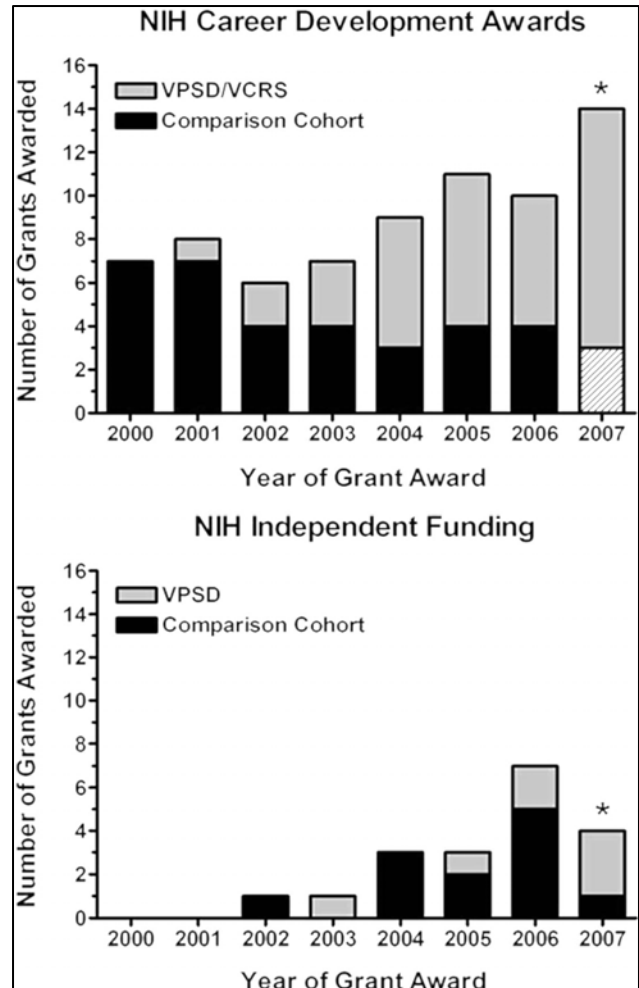 NIH Career Development Awards
16
14
12
10
8
6
4
2
0
Number of Grants Awarded
VPSD/VCRS
Comparison Cohort
*
2000 2001 2002 2003 2004 2005 2006 2007
Year of Grant Award
NIH Independent Funding
16
14
12
10
8
6
4
2
0
Number of Grants Awarded
VPSD
Comparison Cohort
*
2000 2001 2002 2003 2004 2005 2006 2007
Year of Grant Award